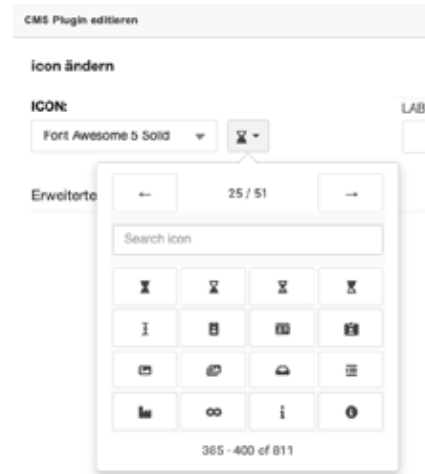 CMS Plugin editieren
icon ändern
ICON:
LAB
Font Awesome 5 Solid
Erweiterte
← 25 / 51 →
Search icon
385 - 400 of 811